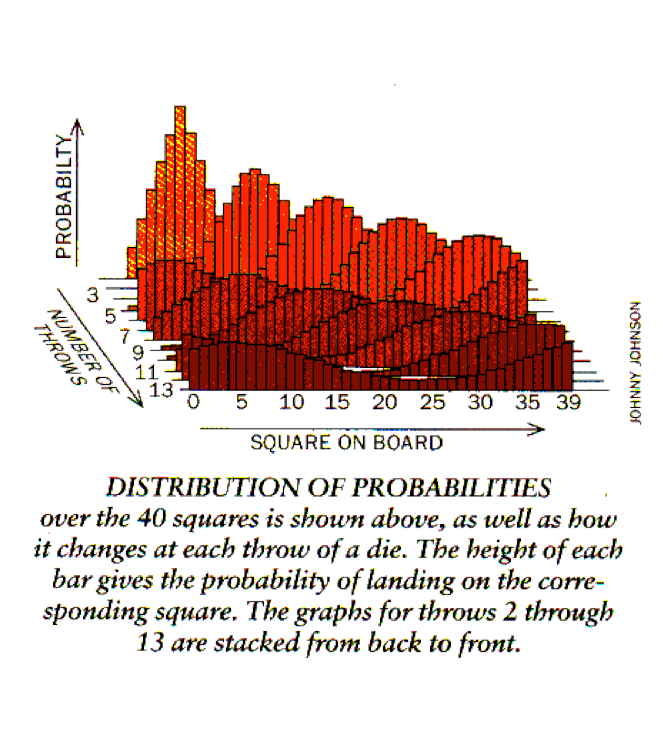 PROBABILTY
3
5
7
9
11
13
NUMBER OF
THROWS
0 5 10 15 20 25 30 35 39
SQUARE ON BOARD
JOHNNY JOHNSON
DISTRIBUTION OF PROBABILITIES
over the 40 squares is shown above, as well as how
it changes at each throw of a die. The height of each
bar gives the probability of landing on the corre-
sponding square. The graphs for throws 2 through
13 are stacked from back to front.